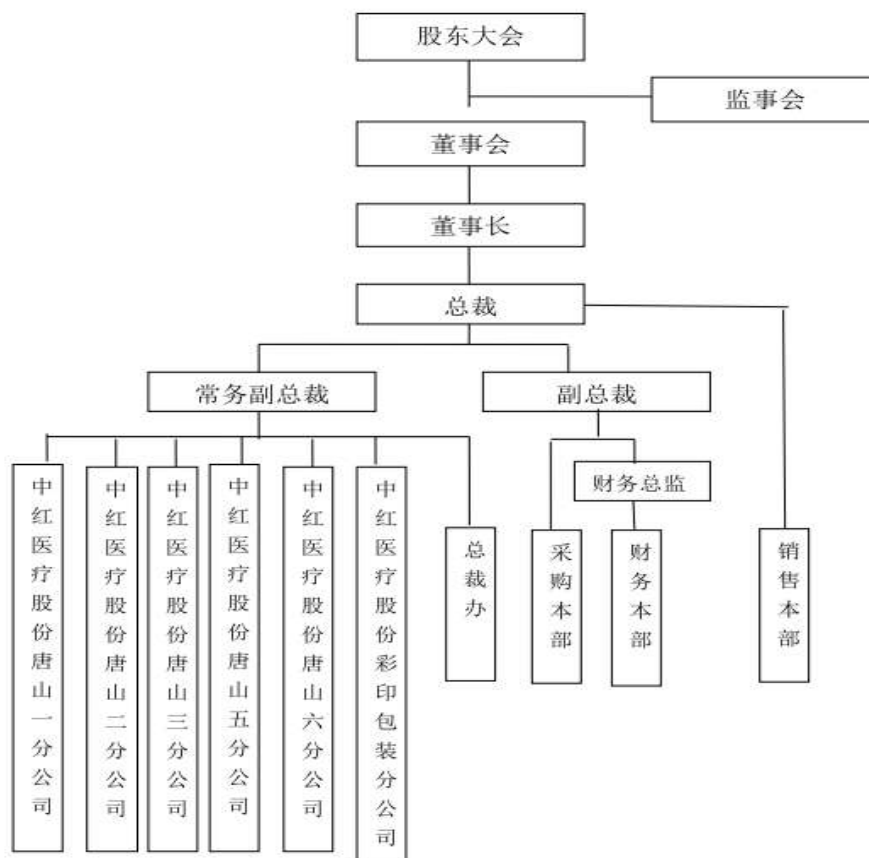 股东大会
监事会
董事会
董事长
总裁
常务副总裁
副总裁
财务总监
中红医疗股份唐山一分公司
中红医疗股份唐山二分公司
中红医疗股份唐山三分公司
中红医疗股份唐山五分公司
中红医疗股份唐山六分公司
中红医疗股份彩印包装分公司
总裁办
采购本部
财务本部
销售本部